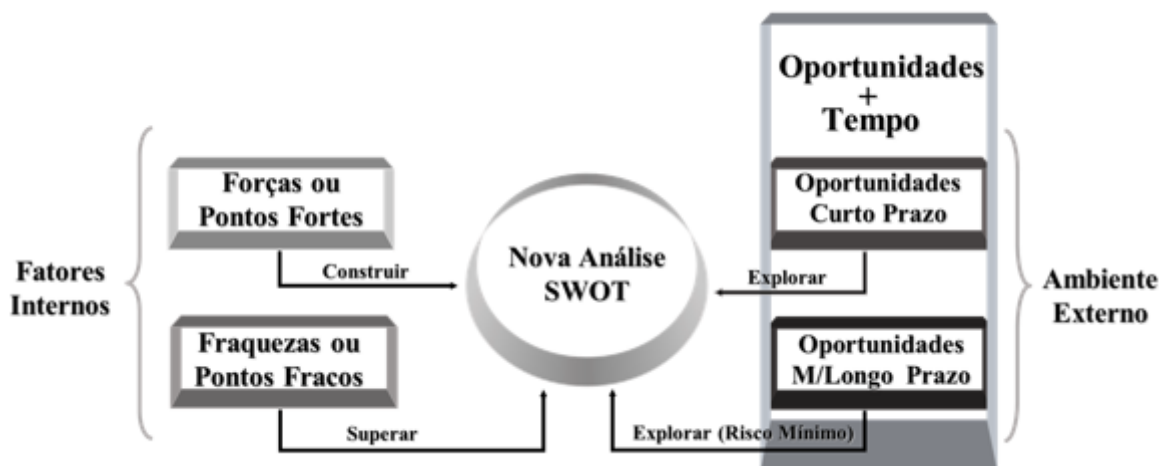 Fatores
Internos
Forças ou
Pontos Fortes
Construir
Fraquezas ou
Pontos Fracos
Superar
Nova Análise
SWOT
Oportunidades
+
Tempo
Oportunidades
Curto Prazo
Explorar
Oportunidades
M/Longo Prazo
Explorar (Risco Mínimo)
Ambiente
Externo